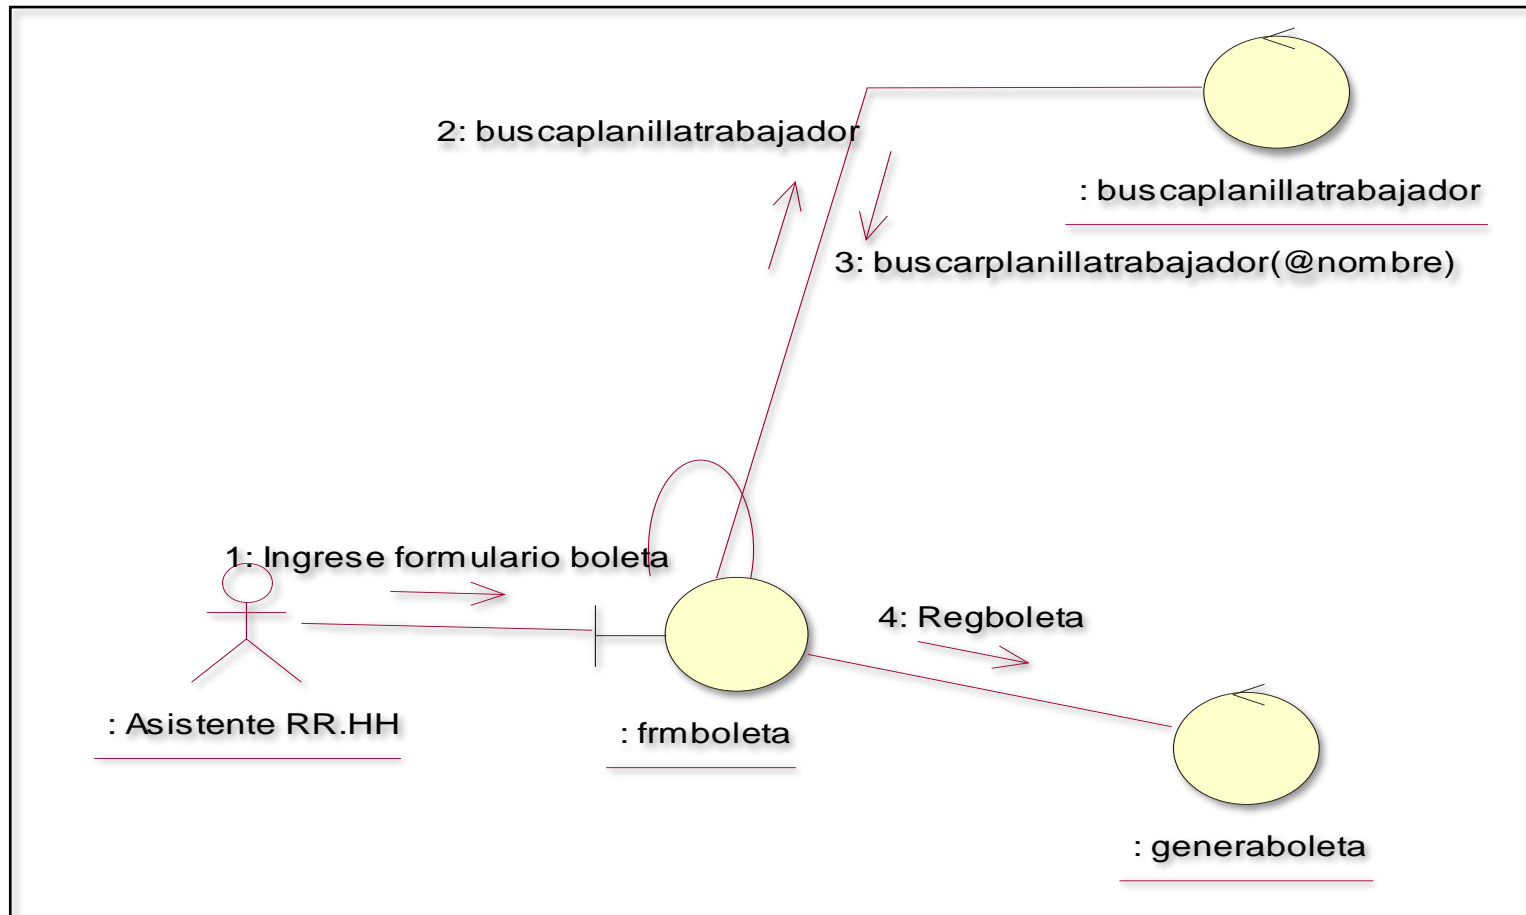 2: buscaplanillatrabajador
: buscaplanillatrabajador
3: buscarplanillatrabajador(@nombre)
1: Ingrese formulario boleta
4: Regboleta
: Asistente RR.HH
: frmboleta
: generaboleta